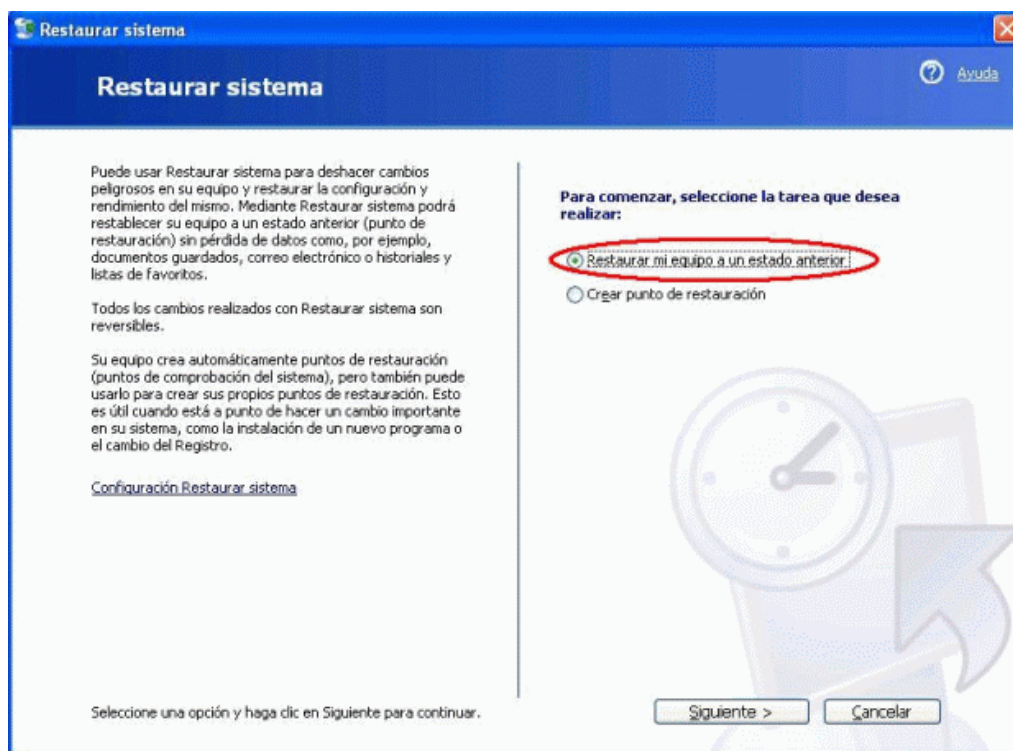 Restaurar sistema
Restaurar sistema
Ayuda
Puede usar Restaurar sistema para deshacer cambios
peligrosos en su equipo y restaurar la configuración y
rendimiento del mismo. Mediante Restaurar sistema podrá
restablecer su equipo a un estado anterior (punto de
restauración) sin pérdida de datos como, por ejemplo,
documentos guardados, correo electrónico o historiales y
listas de favoritos.
Todos los cambios realizados con Restaurar sistema son
reversibles.
Su equipo crea automáticamente puntos de restauración
(puntos de comprobación del sistema), pero también puede
usarlo para crear sus propios puntos de restauración. Esto
es útil cuando está a punto de hacer un cambio importante
en su sistema, como la instalación de un nuevo programa o
el cambio del Registro.
Configuración Restaurar sistema
Para comenzar, seleccione la tarea que desea
realizar:
Restaurar mi equipo a un estado anterior
Crear punto de restauración
Seleccione una opción y haga clic en Siguiente para continuar.
Siguiente >
Cancelar